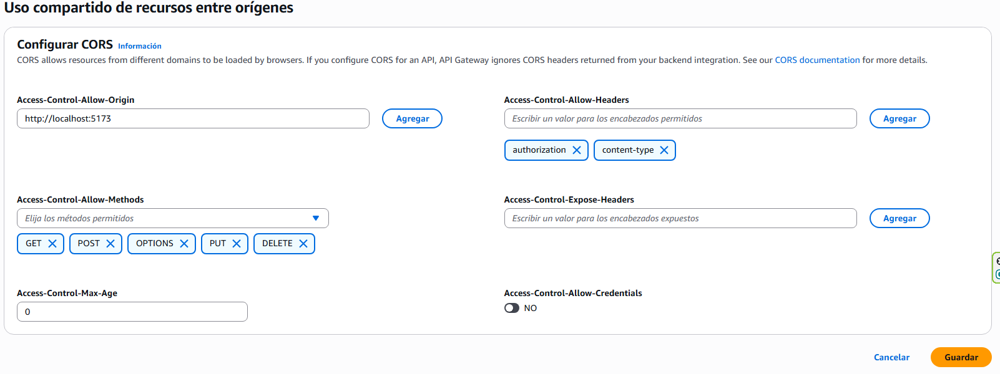 Uso compartido de recursos entre orígenes
Configurar CORS Información
CORS allows resources from different domains to be loaded by browsers. If you configure CORS for an API, API Gateway ignores CORS headers returned from your backend integration. See our CORS documentation for more details.
Access-Control-Allow-Origin
http://localhost:5173
Agregar
Access-Control-Allow-Headers
Escribir un valor para los encabezados permitidos
Agregar
authorization
content-type
Access-Control-Allow-Methods
Elija los métodos permitidos
GET
POST
OPTIONS
PUT
DELETE
Access-Control-Expose-Headers
Escribir un valor para los encabezados expuestos
Agregar
Access-Control-Max-Age
0
Access-Control-Allow-Credentials
NO
Cancelar
Guardar